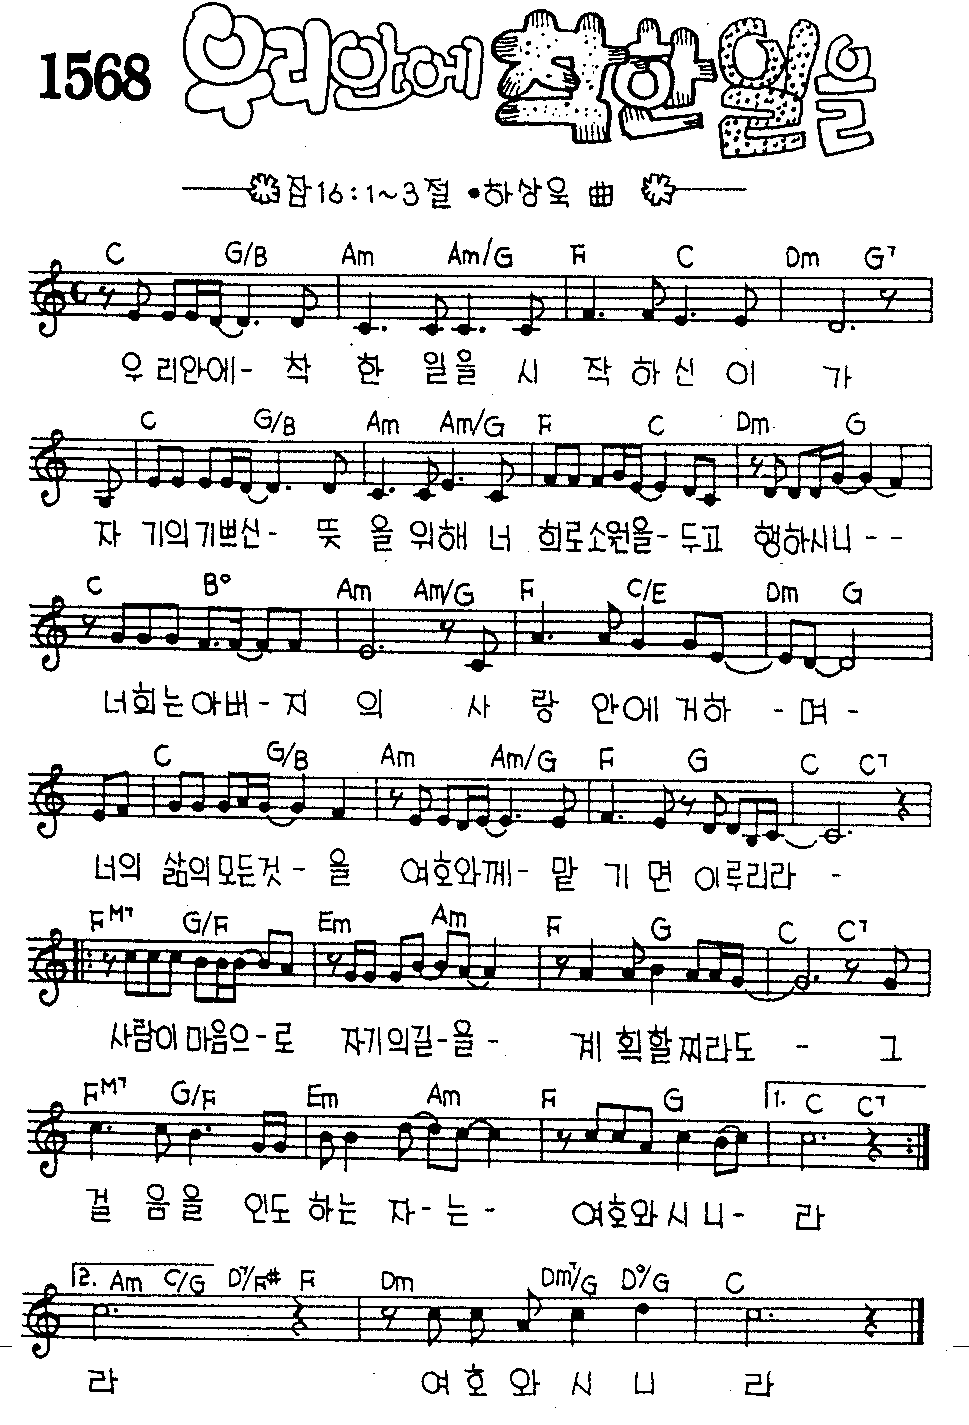 1568 우리안에 착한 일을
잠16:1~3절 •하상욱 曲
C G/B Am Am/G F C Dm G7
우 리안에- 착 한 일을 시 작하신이 가
C G/B Am Am/G F C Dm G
자 기의기쁘신- 뜻 을 위해 너 희로소원을-두고 행하시니--
C B° Am Am/G F C/E Dm G
너희는아버-지 의 사 랑 안에거하 -며-
C G/B Am Am/G F G C C7
너의 삶의모든것-을 여호와께-맡 기 면 이루리라 -
FM7 G/F Em Am F G C C7
사람이마음으-로 자기의길-을- 계획할찌라도 - 그
FM7 G/F Em Am F G 1. C C7
걸 음을 인도하는 자-는- 여호와시니- 라
2. Am C/G D7/F# F Dm Dm7/G D°/G C
라 여호와시니 라